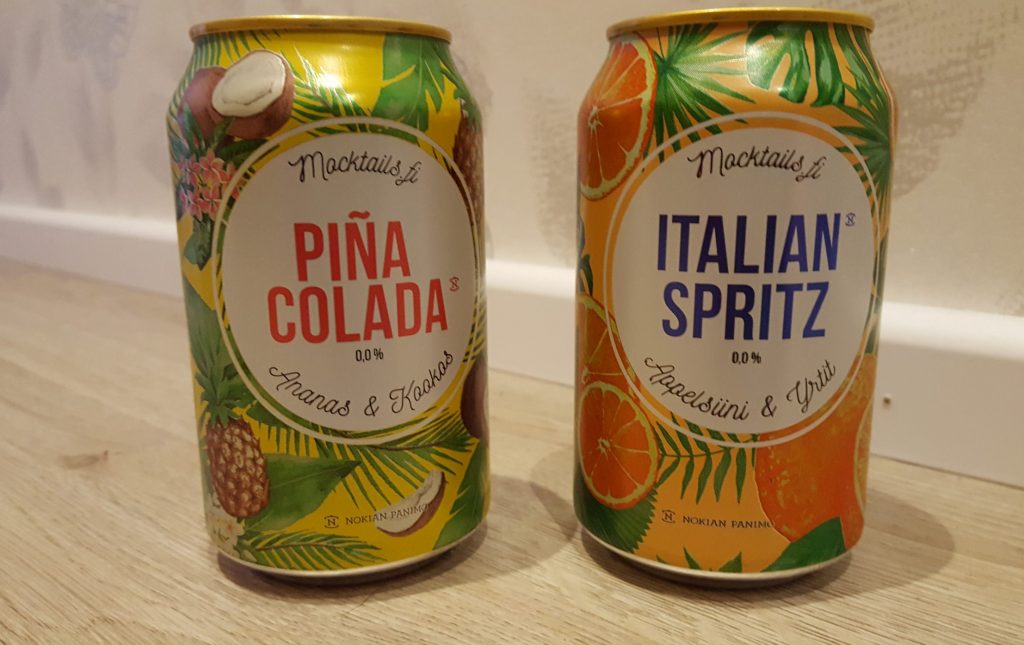 Mocktails.fi
PIÑA
COLADA
0,0 %
Ananas & Kookos
NOKIAN PANIMO
Mocktails.fi
ITALIAN
SPRITZ
0,0 %
Appelsiini & Yrtit
NOKIAN PANIMO